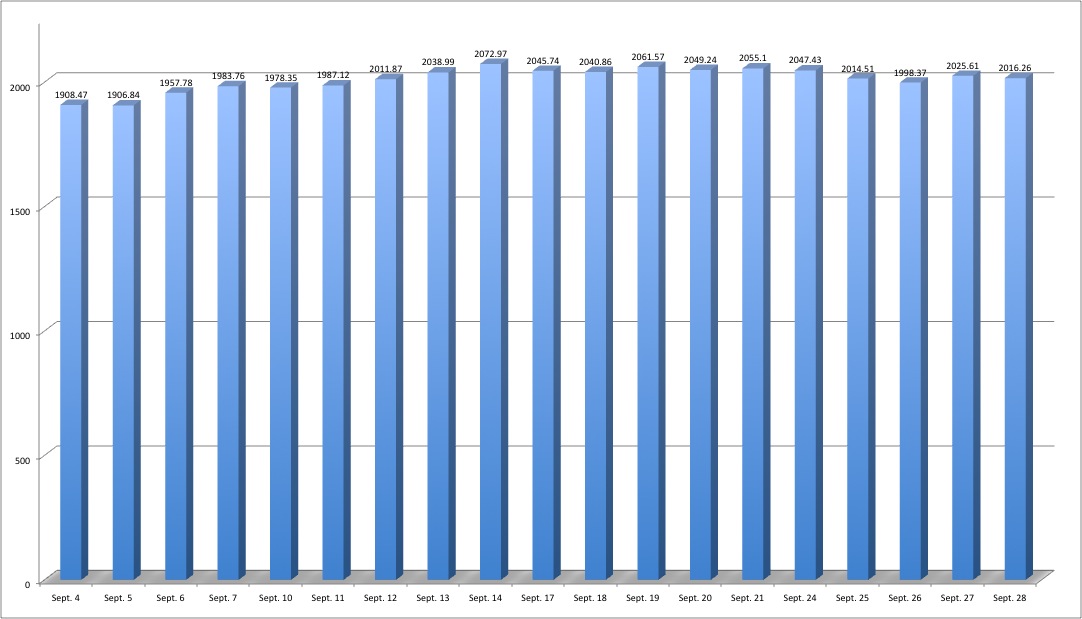 1908.47
1906.84
1957.78
1983.76
1978.35
1987.12
2011.87
2038.99
2072.97
2045.74
2040.86
2061.57
2049.24
2055.1
2047.43
2014.51
1998.37
2025.61
2016.26
2000
1500
1000
500
0
Sept. 4
Sept. 5
Sept. 6
Sept. 7
Sept. 10
Sept. 11
Sept. 12
Sept. 13
Sept. 14
Sept. 17
Sept. 18
Sept. 19
Sept. 20
Sept. 21
Sept. 24
Sept. 25
Sept. 26
Sept. 27
Sept. 28